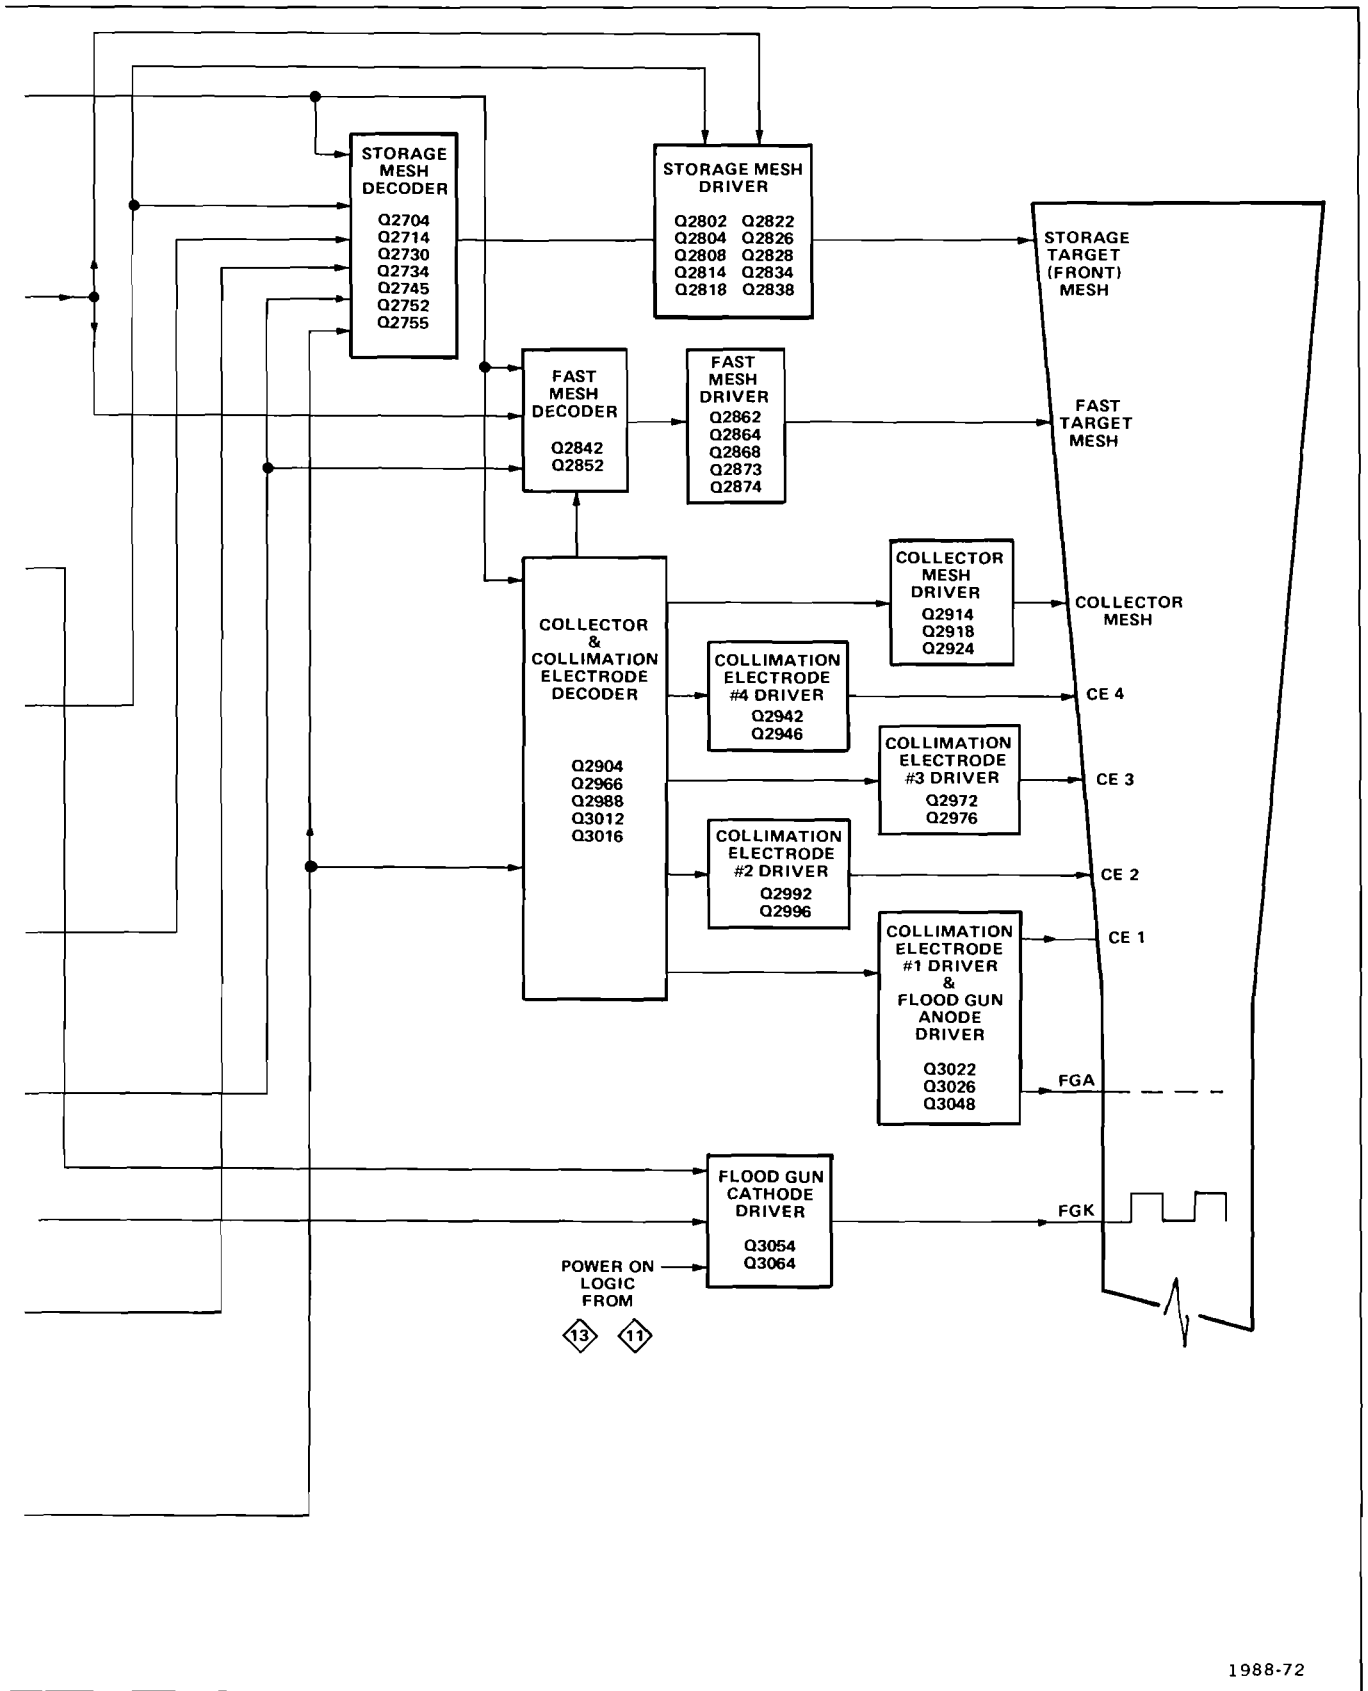 STORAGE
MESH
DECODER
Q2704
Q2714
Q2730
Q2734
Q2745
Q2752
Q2755
STORAGE MESH
DRIVER
Q2802 Q2822
Q2804 Q2826
Q2808 Q2828
Q2814 Q2834
Q2818 Q2838
STORAGE
TARGET
(FRONT)
MESH
FAST
MESH
DECODER
Q2842
Q2852
FAST
MESH
DRIVER
Q2862
Q2864
Q2868
Q2873
Q2874
FAST
TARGET
MESH
COLLECTOR
&
COLLIMATION
ELECTRODE
DECODER
Q2904
Q2966
Q2988
Q3012
Q3016
COLLECTOR
MESH
DRIVER
Q2914
Q2918
Q2924
COLLECTOR
MESH
COLLIMATION
ELECTRODE
#4 DRIVER
Q2942
Q2946
CE 4
COLLIMATION
ELECTRODE
#3 DRIVER
Q2972
Q2976
CE 3
COLLIMATION
ELECTRODE
#2 DRIVER
Q2992
Q2996
CE 2
COLLIMATION
ELECTRODE
#1 DRIVER
&
FLOOD GUN
ANODE
DRIVER
Q3022
Q3026
Q3048
CE 1
FGA
FLOOD GUN
CATHODE
DRIVER
Q3054
Q3064
FGK
POWER ON
LOGIC
FROM
13 11
1988-72